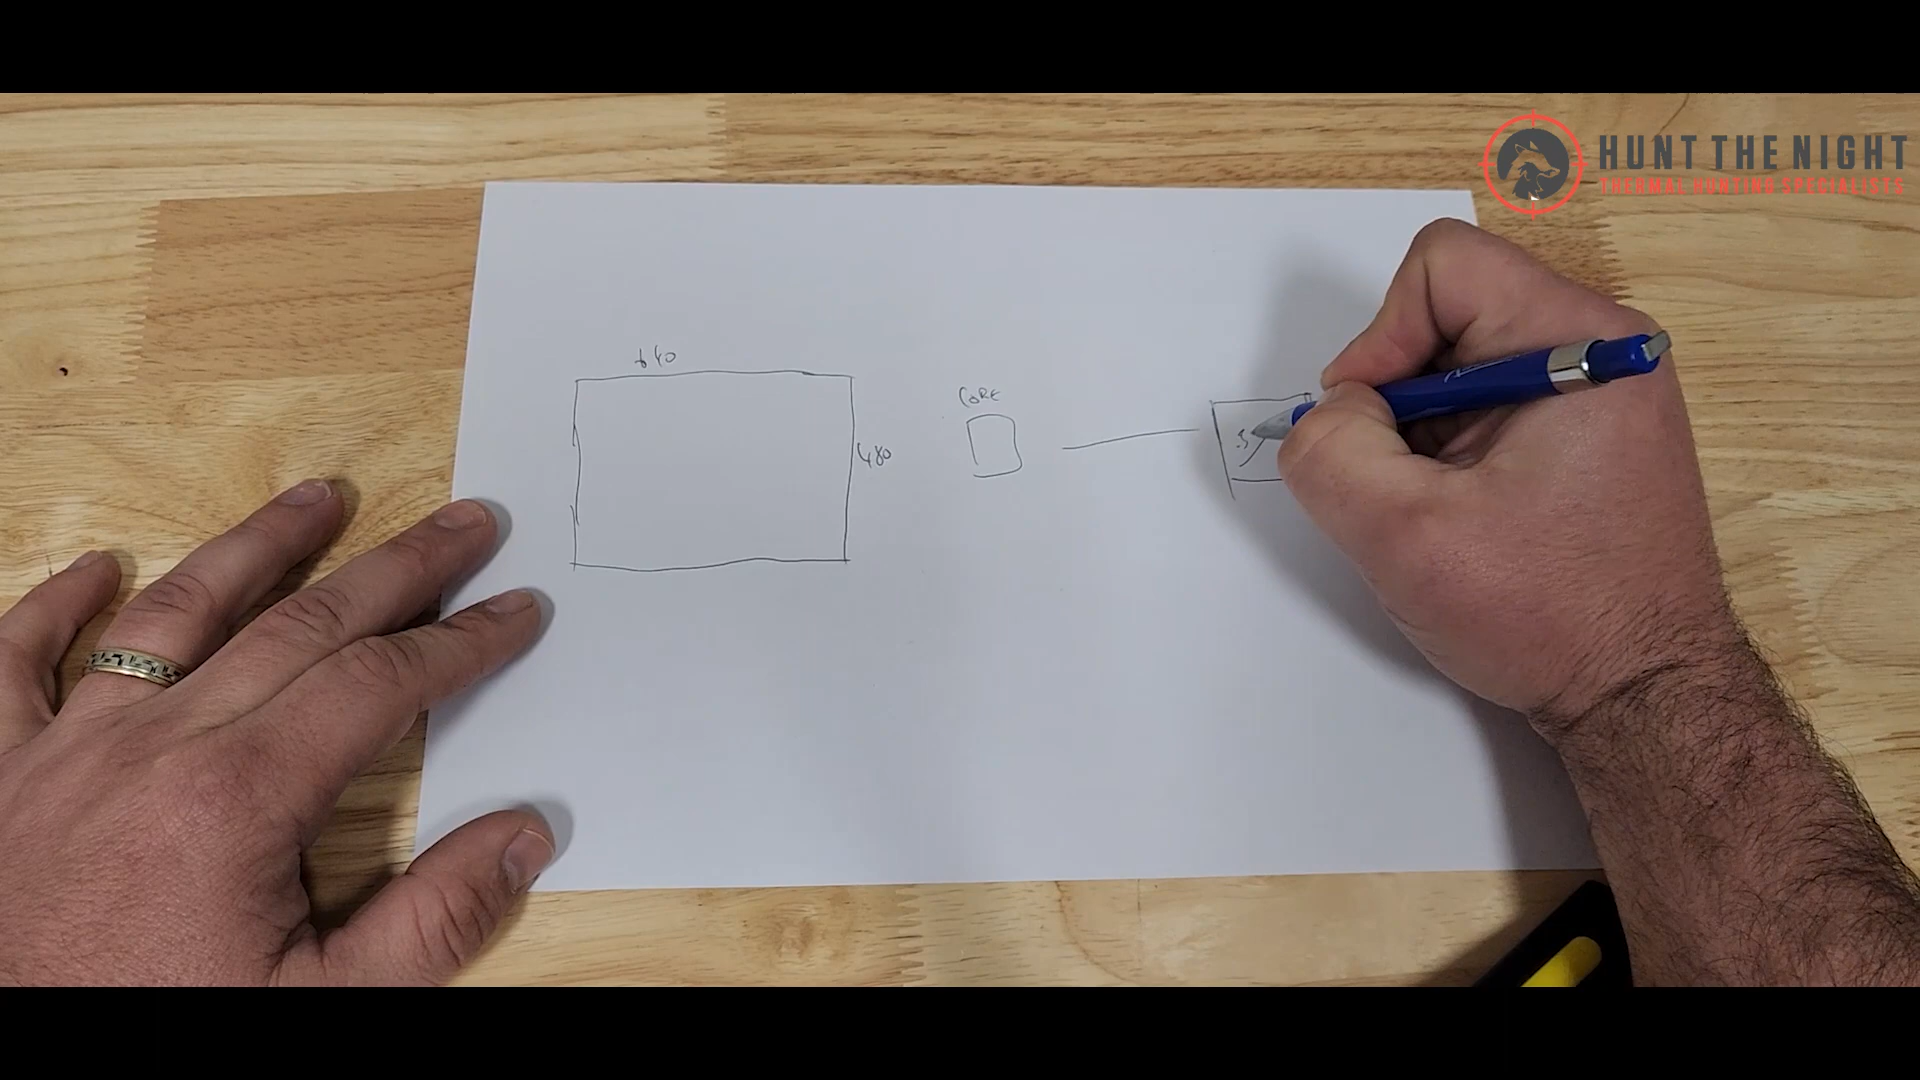 HUNT THE NIGHT
THERMAL HUNTING SPECIALISTS
640
CORE
480